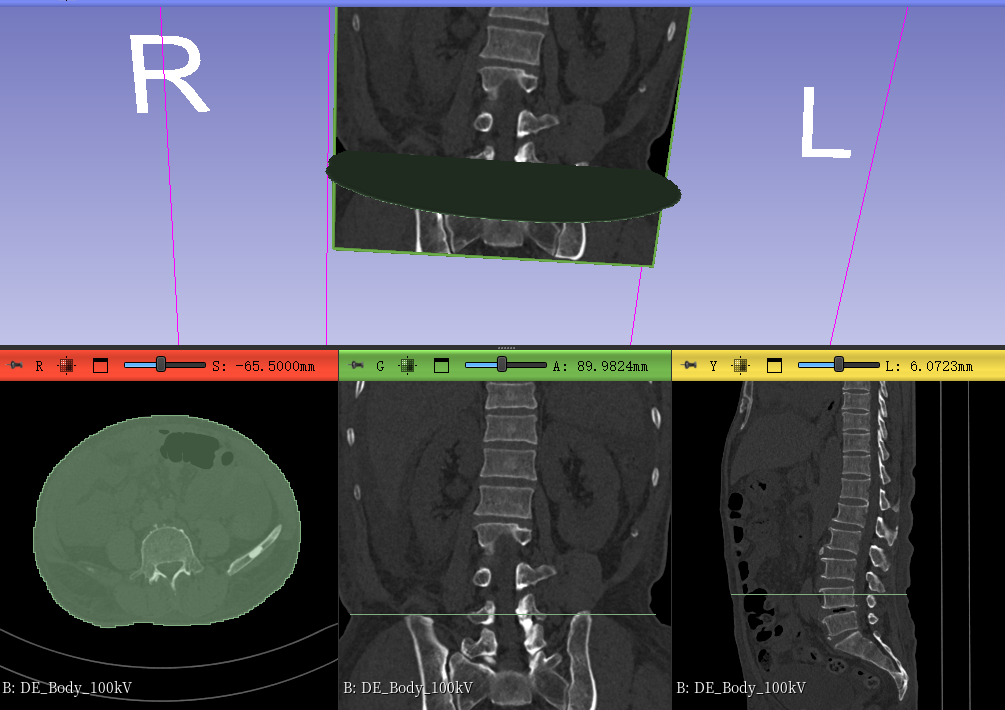 R
L
R S: -65.5000mm
G A: 89.9824mm
Y L: 6.0723mm
B: DE_Body_100kV
B: DE_Body_100kV
B: DE_Body_100kV